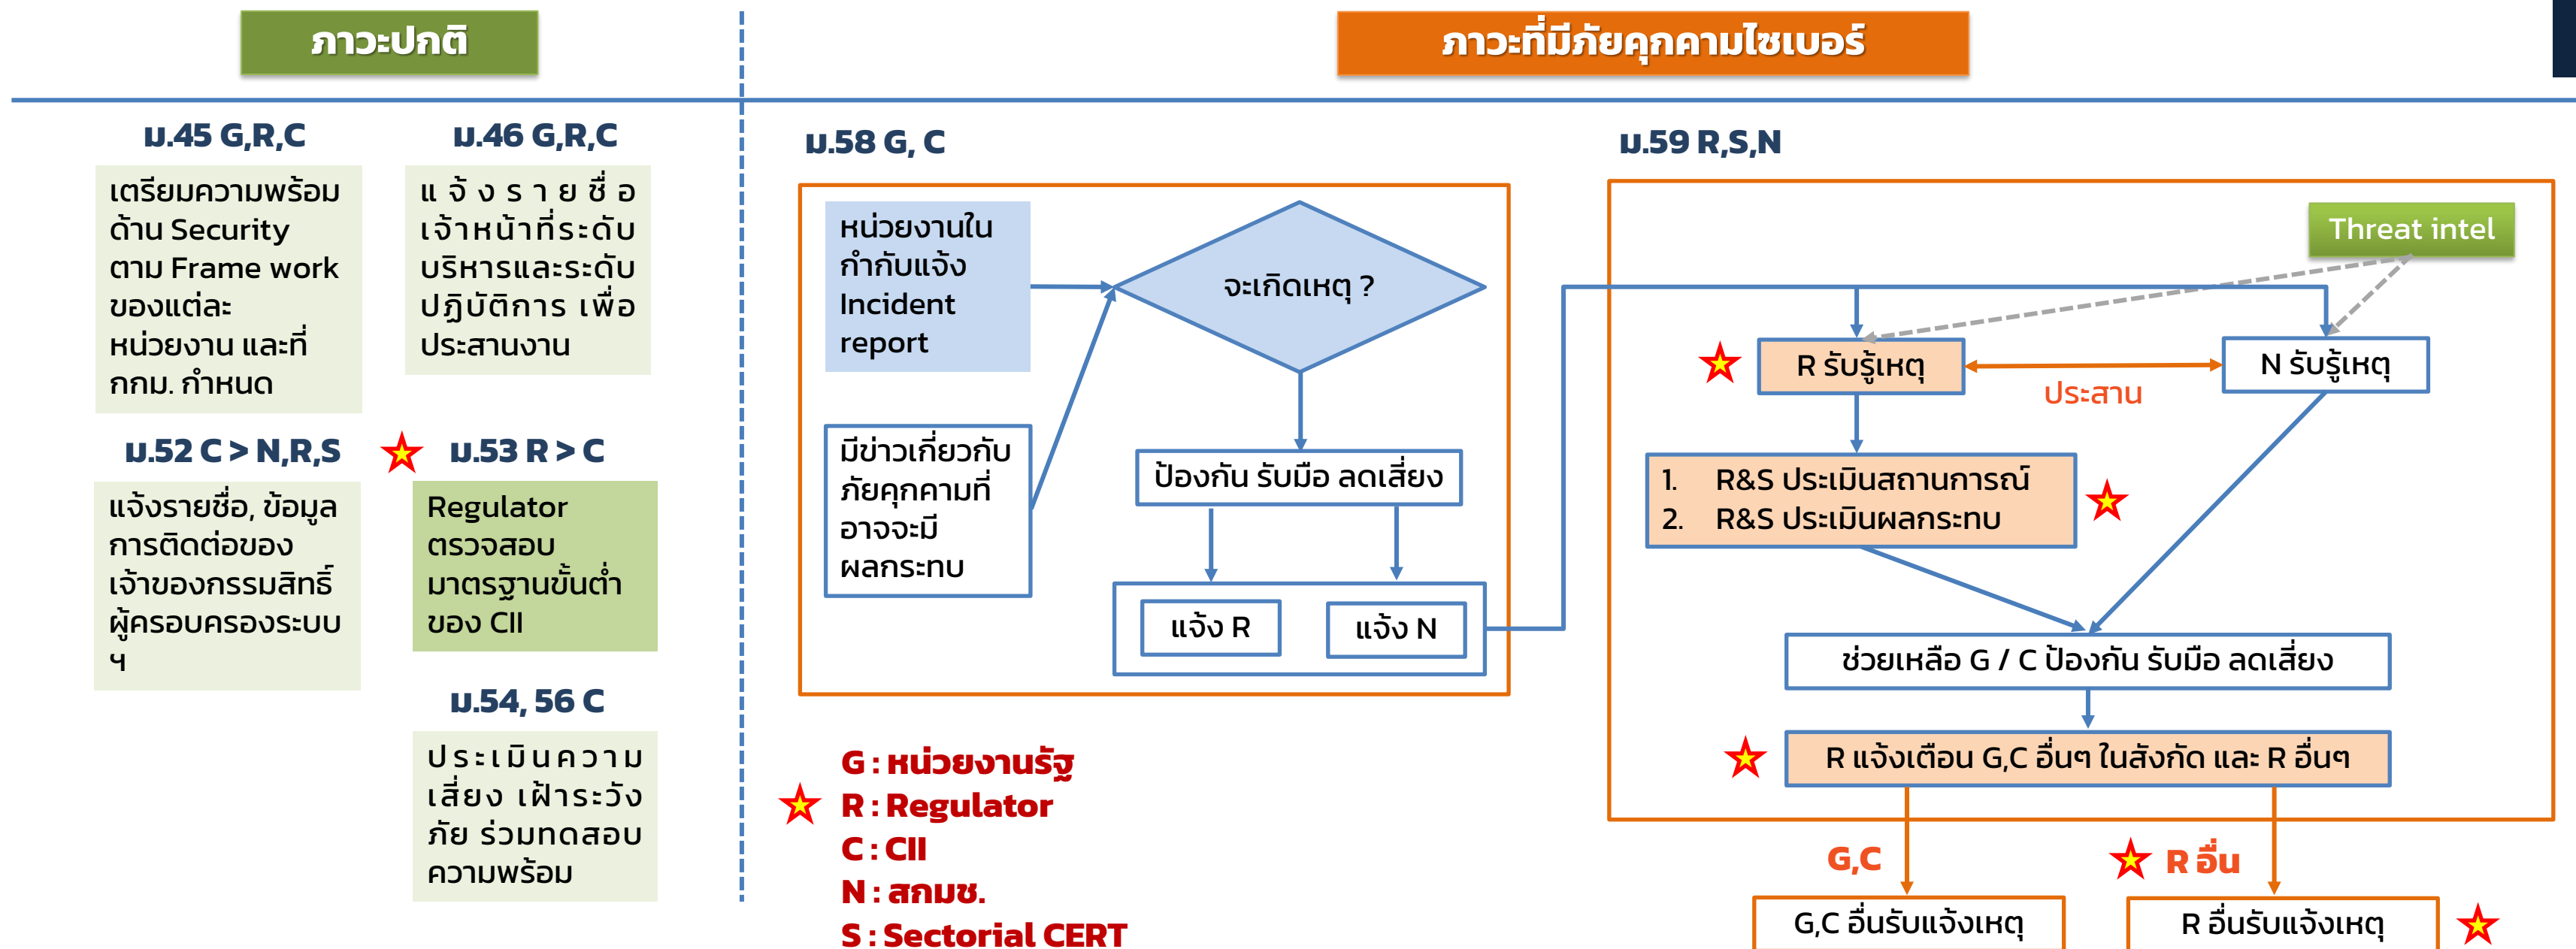 ภาวะปกติ
ภาวะที่มีภัยคุกคามไซเบอร์
ม.45 G,R,C
เตรียมความพร้อม
ด้าน Security
ตาม Frame work
ของแต่ละ
หน่วยงาน และที่
กกม. กำหนด
ม.46 G,R,C
แจ้งรายชื่อ
เจ้าหน้าที่ระดับ
บริหารและระดับ
ปฏิบัติการ เพื่อ
ประสานงาน
ม.52 C > N,R,S
แจ้งรายชื่อ, ข้อมูล
การติดต่อของ
เจ้าของกรรมสิทธิ์
ผู้ครอบครองระบบ
ฯ
ม.53 R > C
Regulator
ตรวจสอบ
มาตรฐานขั้นต่ำ
ของ CII
ม.54, 56 C
ประเมินความ
เสี่ยง เฝ้าระวัง
ภัย ร่วมทดสอบ
ความพร้อม
ม.58 G, C
หน่วยงานใน
กำกับแจ้ง
Incident
report
จะเกิดเหตุ ?
มีข่าวเกี่ยวกับ
ภัยคุกคามที่
อาจจะมี
ผลกระทบ
ป้องกัน รับมือ ลดเสี่ยง
แจ้ง R
แจ้ง N
G : หน่วยงานรัฐ
R : Regulator
C : CII
N : สกมช.
S : Sectorial CERT
ม.59 R,S,N
Threat intel
R รับรู้เหตุ
ประสาน
N รับรู้เหตุ
1. R&S ประเมินสถานการณ์
2. R&S ประเมินผลกระทบ
ช่วยเหลือ G / C ป้องกัน รับมือ ลดเสี่ยง
R แจ้งเตือน G,C อื่นๆ ในสังกัด และ R อื่นๆ
G,C
R อื่น
G,C อื่นรับแจ้งเหตุ
R อื่นรับแจ้งเหตุ